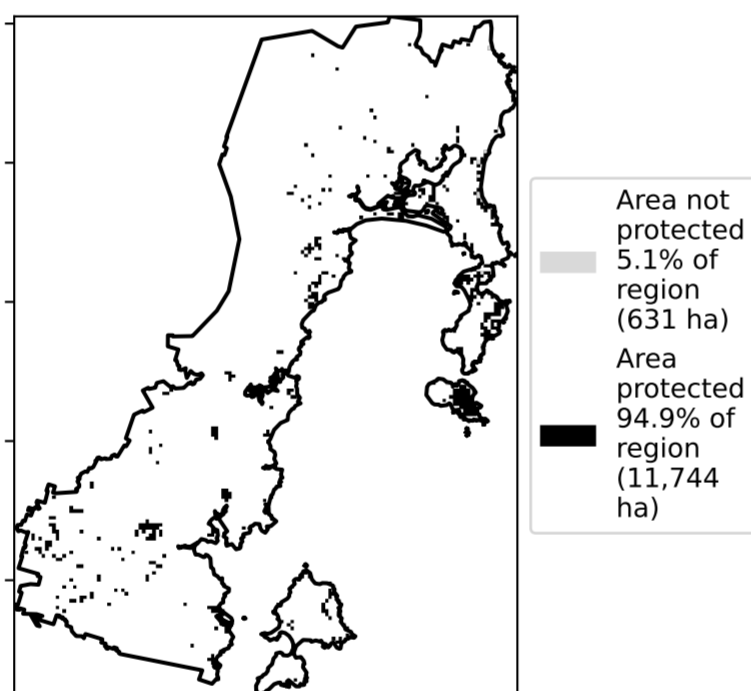 Area not
protected
5.1% of
region
(631 ha)
Area
protected
94.9% of
region
(11,744
ha)